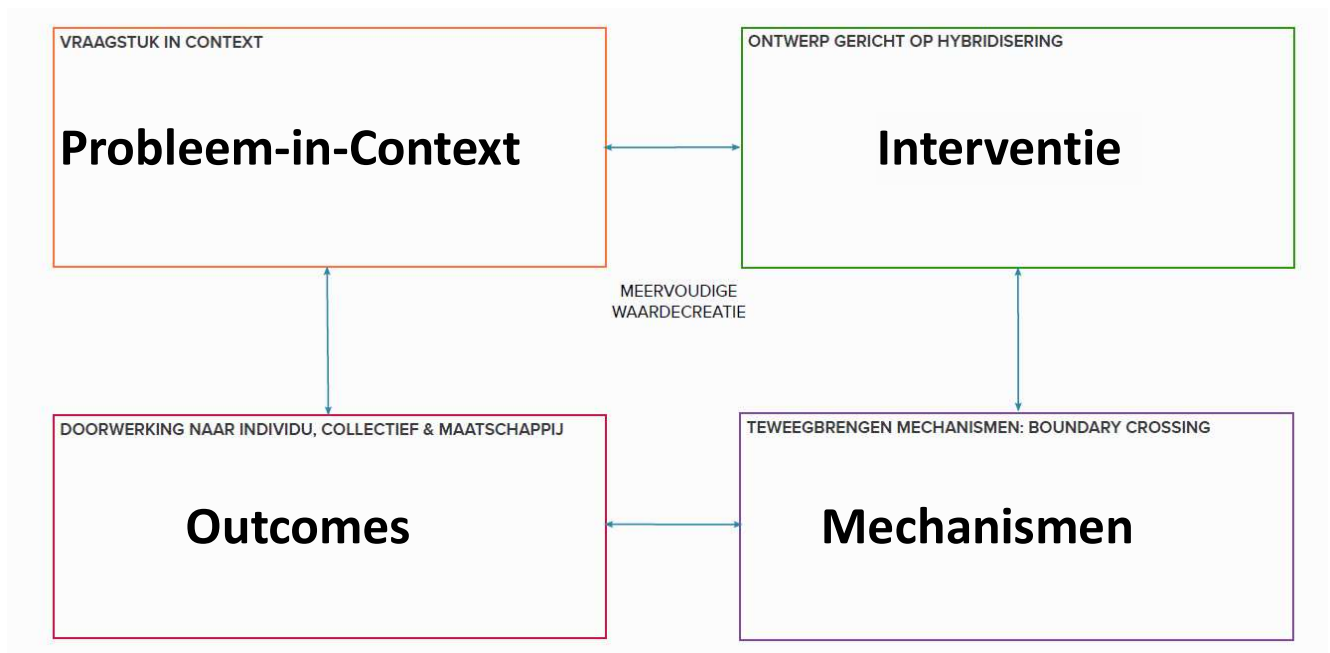 VRAAGSTUK IN CONTEXT
Probleem-in-Context
ONTWERP GERICHT OP HYBRIDISERING
Interventie
MEERVOUDIGE
WAARDECREATIE
DOORWERKING NAAR INDIVIDU, COLLECTIEF & MAATSCHAPPIJ
Outcomes
TEWEEGBRENGEN MECHANISMEN: BOUNDARY CROSSING
Mechanismen